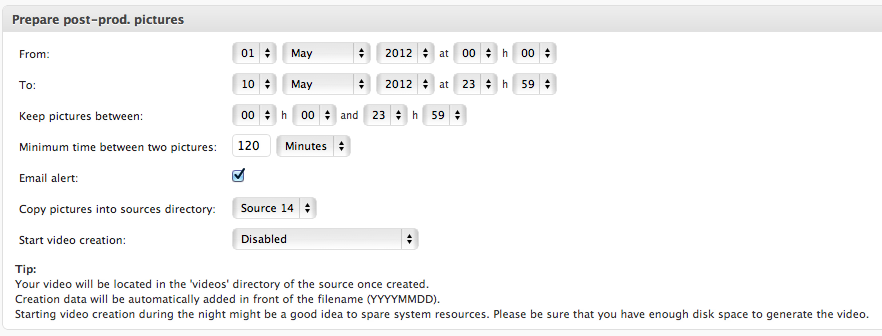 Prepare post-prod. pictures
From: 01 May 2012 at 00 h 00
To: 10 May 2012 at 23 h 59
Keep pictures between: 00 h 00 and 23 h 59
Minimum time between two pictures: 120 Minutes
Email alert:
Copy pictures into sources directory: Source 14
Start video creation: Disabled
Tip:
Your video will be located in the 'videos' directory of the source once created.
Creation data will be automatically added in front of the filename (YYYYMMDD).
Starting video creation during the night might be a good idea to spare system resources. Please be sure that you have enough disk space to generate the video.